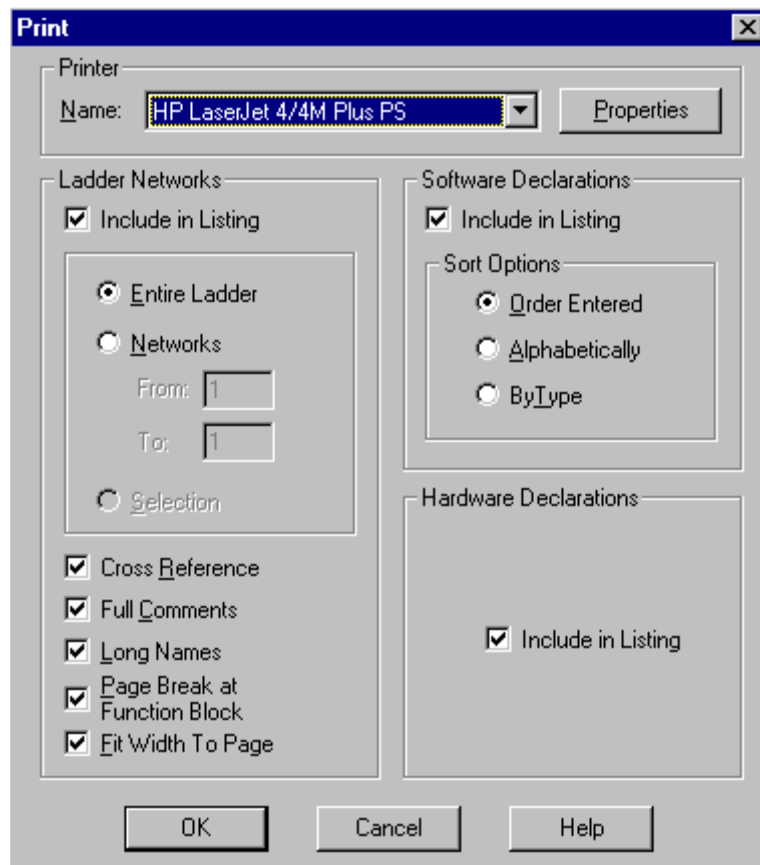 Print
Printer
Name: HP LaserJet 4/4M Plus PS Properties
Ladder Networks
Include in Listing
Entire Ladder
Networks
From: 1
To: 1
Selection
Cross Reference
Full Comments
Long Names
Page Break at
Function Block
Fit Width To Page
Software Declarations
Include in Listing
Sort Options
Order Entered
Alphabetically
ByType
Hardware Declarations
Include in Listing
OK Cancel Help